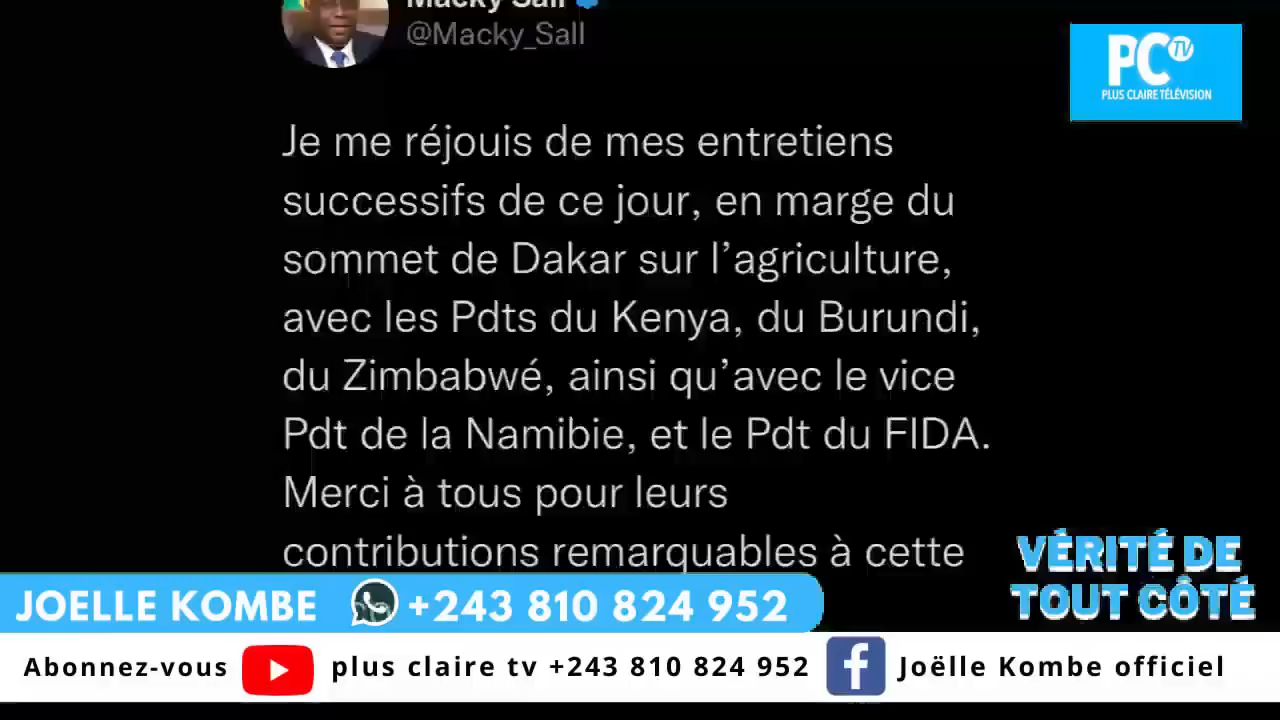 Macky Sall
@Macky_Sall
PC TV
PLUS CLAIRE TÉLÉVISION
Je me réjouis de mes entretiens
successifs de ce jour, en marge du
sommet de Dakar sur l’agriculture,
avec les Pdts du Kenya, du Burundi,
du Zimbabwé, ainsi qu’avec le vice
Pdt de la Namibie, et le Pdt du FIDA.
Merci à tous pour leurs
contributions remarquables à cette
VÉRITÉ DE
TOUT CÔTÉ
JOELLE KOMBE +243 810 824 952
Abonnez-vous plus claire tv +243 810 824 952 f Joëlle Kombe officiel